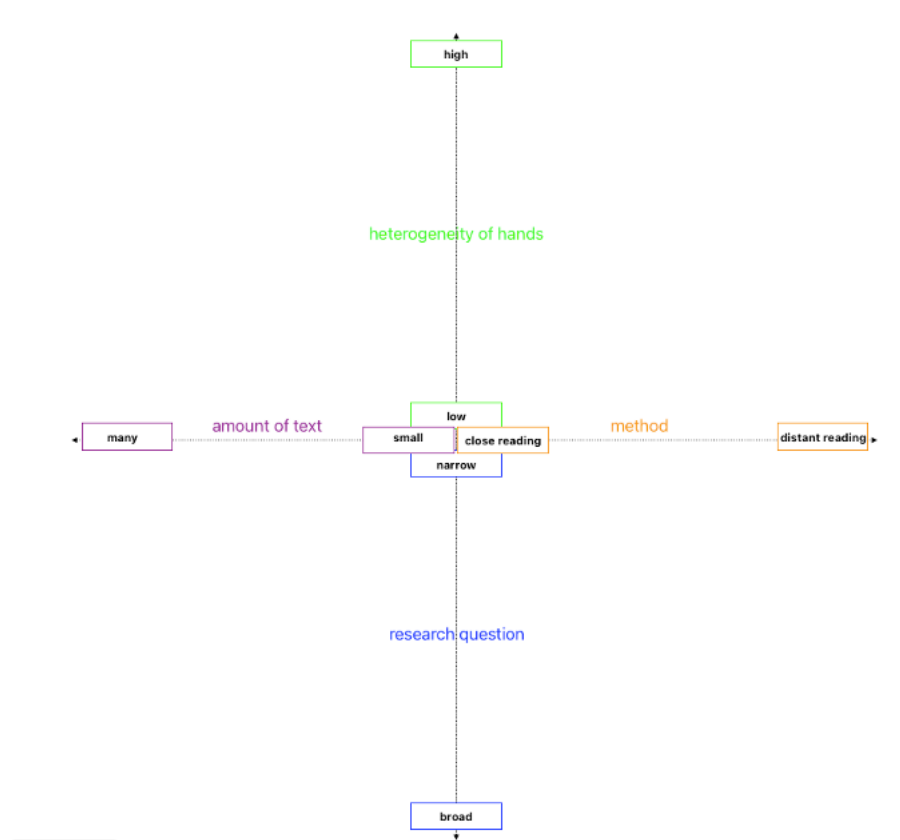 high
heterogeneity of hands
low
many
amount of text
small
close reading
method
distant reading
narrow
research question
broad